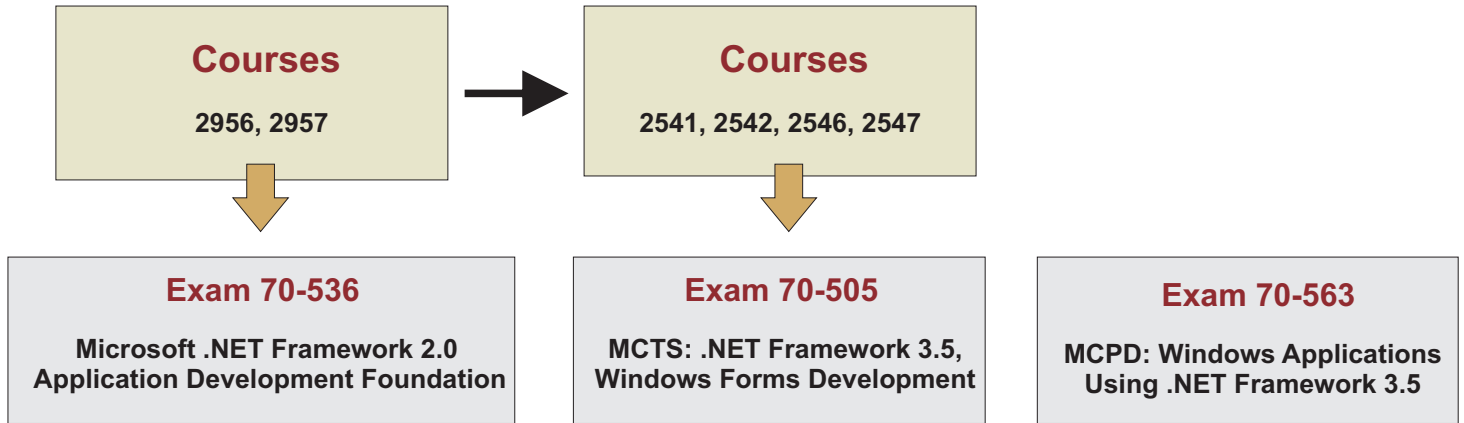 Courses
2956, 2957
Courses
2541, 2542, 2546, 2547
Exam 70-536
Microsoft .NET Framework 2.0
Application Development Foundation
Exam 70-505
MCTS: .NET Framework 3.5,
Windows Forms Development
Exam 70-563
MCPD: Windows Applications
Using .NET Framework 3.5